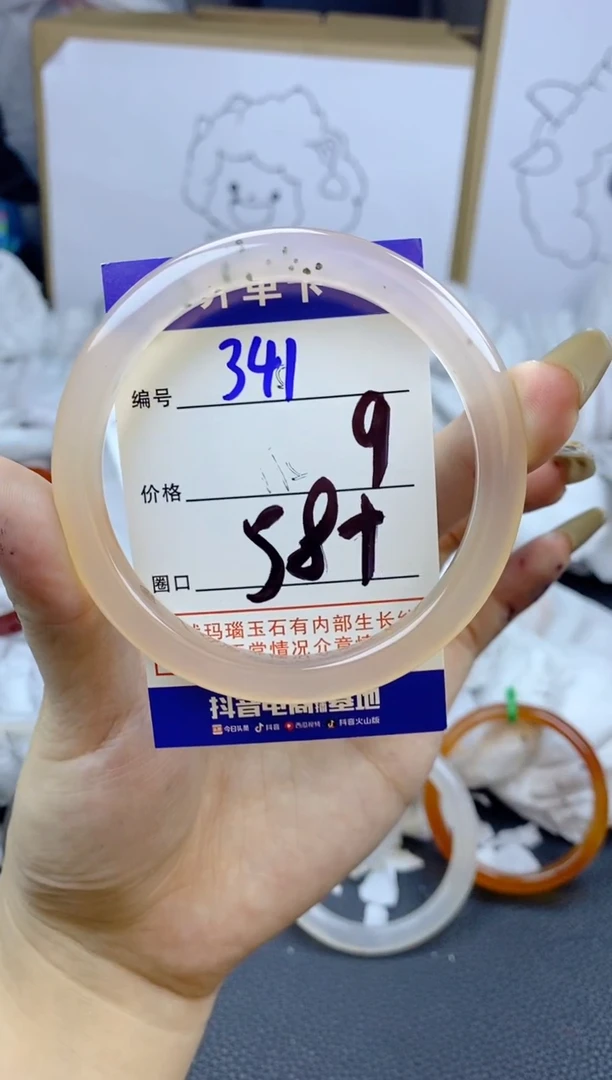 开单卡
编号 341
价格 9
圈口 58+
玛瑙玉石有内部生长
情况介意
抖音电商 基地
今日头条 抖音 西瓜视频 抖音火山版